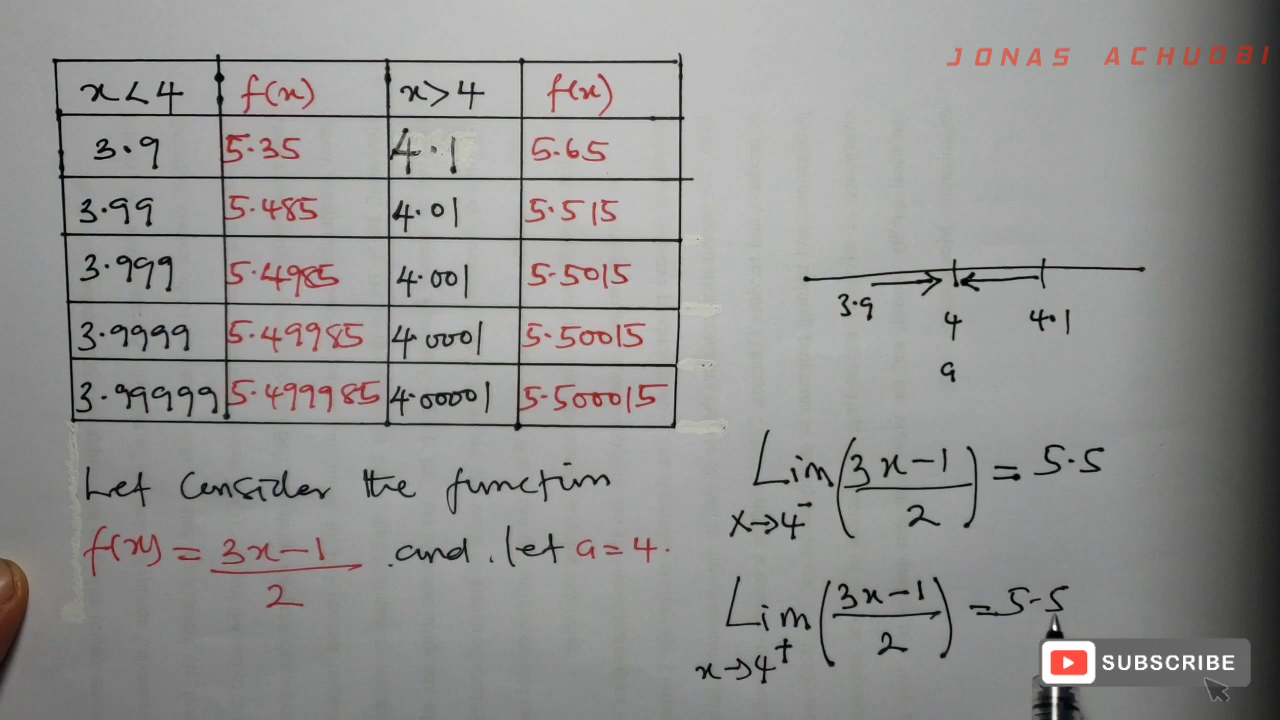 JONAS ACHUOBI
x < 4 f(x) x > 4 f(x)
3.9 5.35 4.1 5.65
3.99 5.485 4.01 5.515
3.999 5.4985 4.001 5.5015
3.9999 5.49985 4.0001 5.50015
3.99999 5.499985 4.00001 5.500015
3.9 4 4.1
a
Let consider the function
f(x) = 3x-1/2 and let a = 4.
Lim x→4⁻ (3x-1/2) = 5.5
Lim x→4⁺ (3x-1/2) = 5.5
SUBSCRIBE